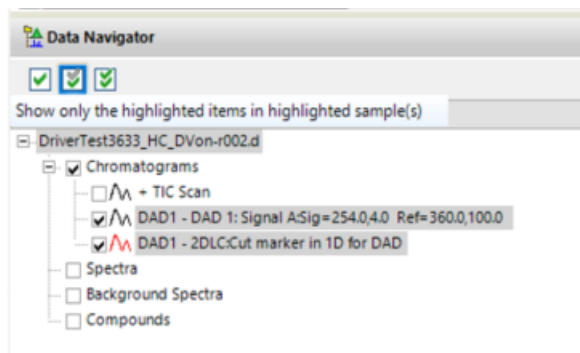 Data Navigator
Show only the highlighted items in highlighted sample(s)
DriverTest3633_HC_DVon-r002.d
Chromatograms
+ TIC Scan
DAD1 - DAD 1: Signal A:Sig=254.0,4.0 Ref=360.0,100.0
DAD1 - 2DLC:Cut marker in 1D for DAD
Spectra
Background Spectra
Compounds